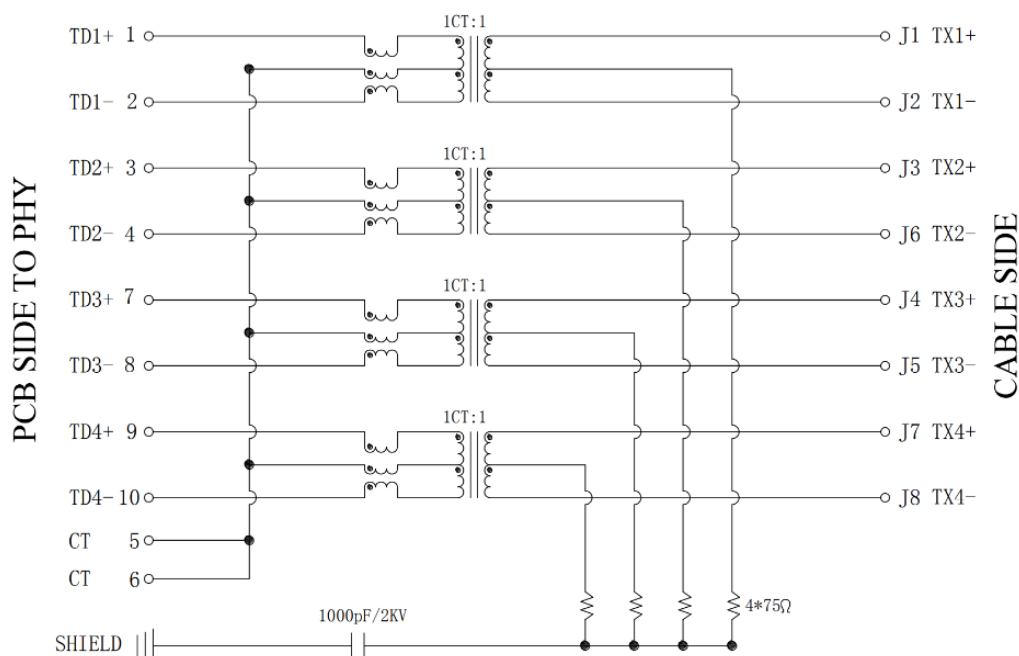 1CT:1
TD1+ 1
J1 TX1+
TD1- 2
J2 TX1-
1CT:1
TD2+ 3
J3 TX2+
TD2- 4
J6 TX2-
1CT:1
TD3+ 7
J4 TX3+
TD3- 8
J5 TX3-
1CT:1
TD4+ 9
J7 TX4+
TD4- 10
J8 TX4-
CT 5
CT 6
4*75Ω
1000pF/2KV
SHIELD
PCB SIDE TO PHY
CABLE SIDE